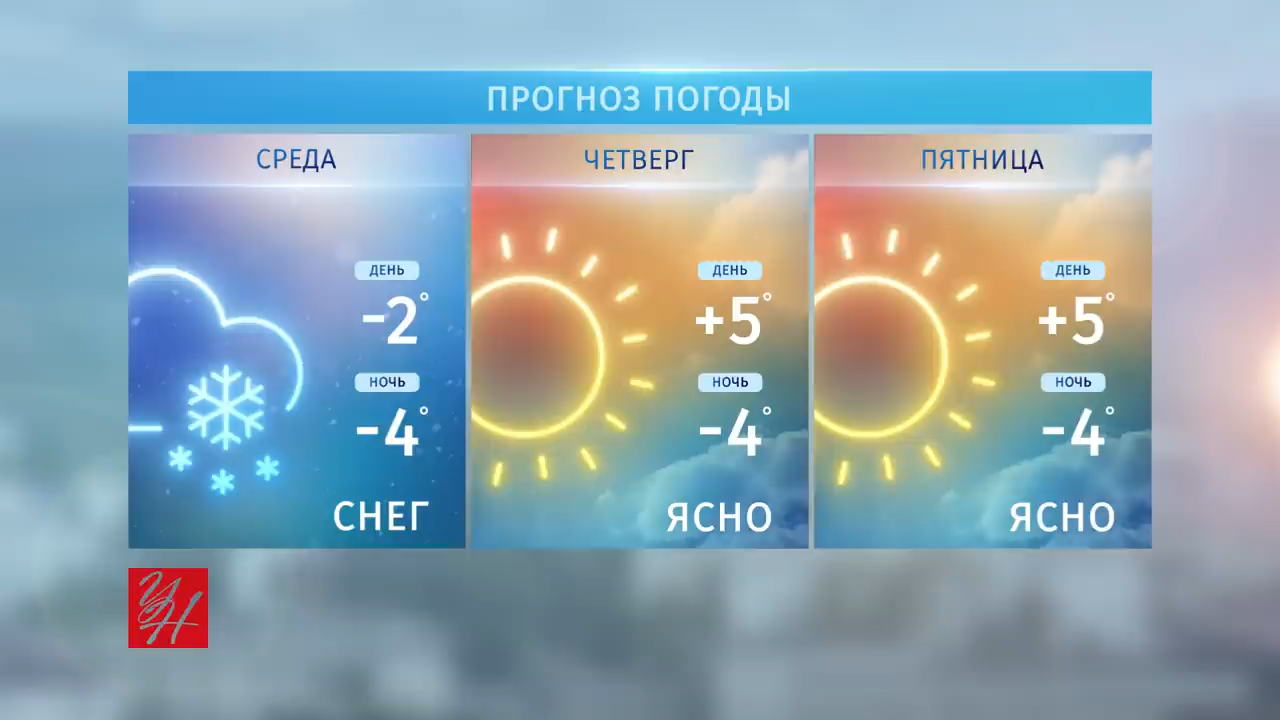 ПРОГНОЗ ПОГОДЫ
СРЕДА
ДЕНЬ
-2°
НОЧЬ
-4°
СНЕГ
ЧЕТВЕРГ
ДЕНЬ
+5°
НОЧЬ
-4°
ЯСНО
ПЯТНИЦА
ДЕНЬ
+5°
НОЧЬ
-4°
ЯСНО
УН